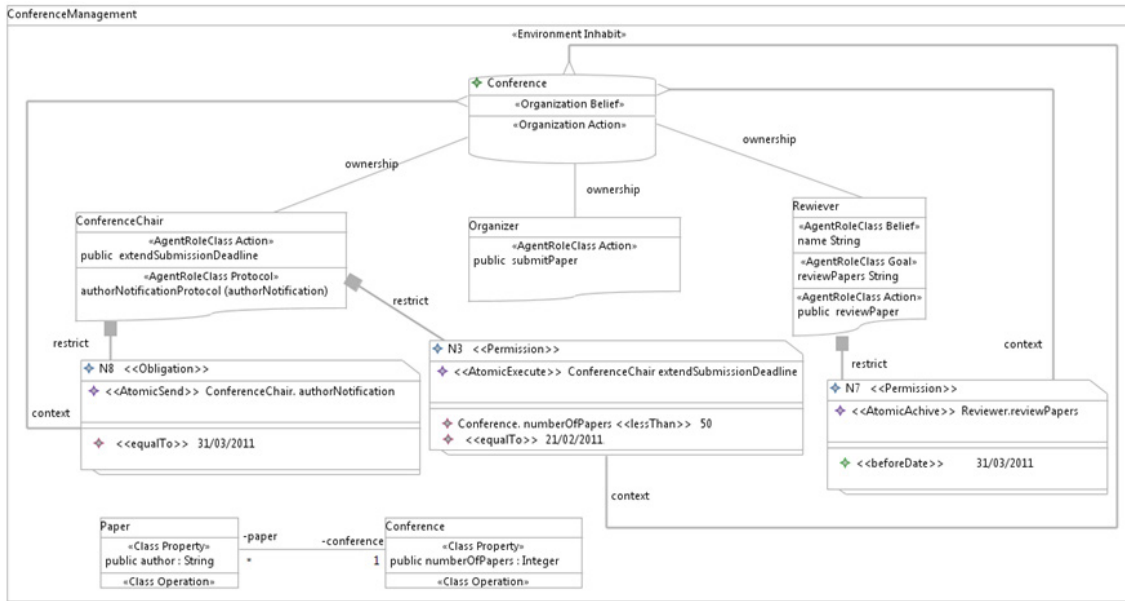 ConferenceManagement
«Environment Inhabit»
Conference
«Organization Belief»
«Organization Action»
ownership
ownership
ownership
ConferenceChair
«AgentRoleClass Action»
public extendSubmissionDeadline
«AgentRoleClass Protocol»
authorNotificationProtocol (authorNotification)
Organizer
«AgentRoleClass Action»
public submitPaper
Rewiever
«AgentRoleClass Belief»
name String
«AgentRoleClass Goal»
reviewPapers String
«AgentRoleClass Action»
public reviewPaper
restrict
restrict
restrict
context
N8 <<Obligation>>
<<AtomicSend>> ConferenceChair. authorNotification
<<equalTo>> 31/03/2011
context
N3 <<Permission>>
<<AtomicExecute>> ConferenceChair extendSubmissionDeadline
Conference. numberOfPapers <<lessThan>> 50
<<equalTo>> 21/02/2011
N7 <<Permission>>
<<AtomicAchive>> Reviewer.reviewPapers
<<beforeDate>> 31/03/2011
context
Paper
«Class Property»
public author : String
«Class Operation»
-paper
*
-conference
1
Conference
«Class Property»
public numberOfPapers : Integer
«Class Operation»